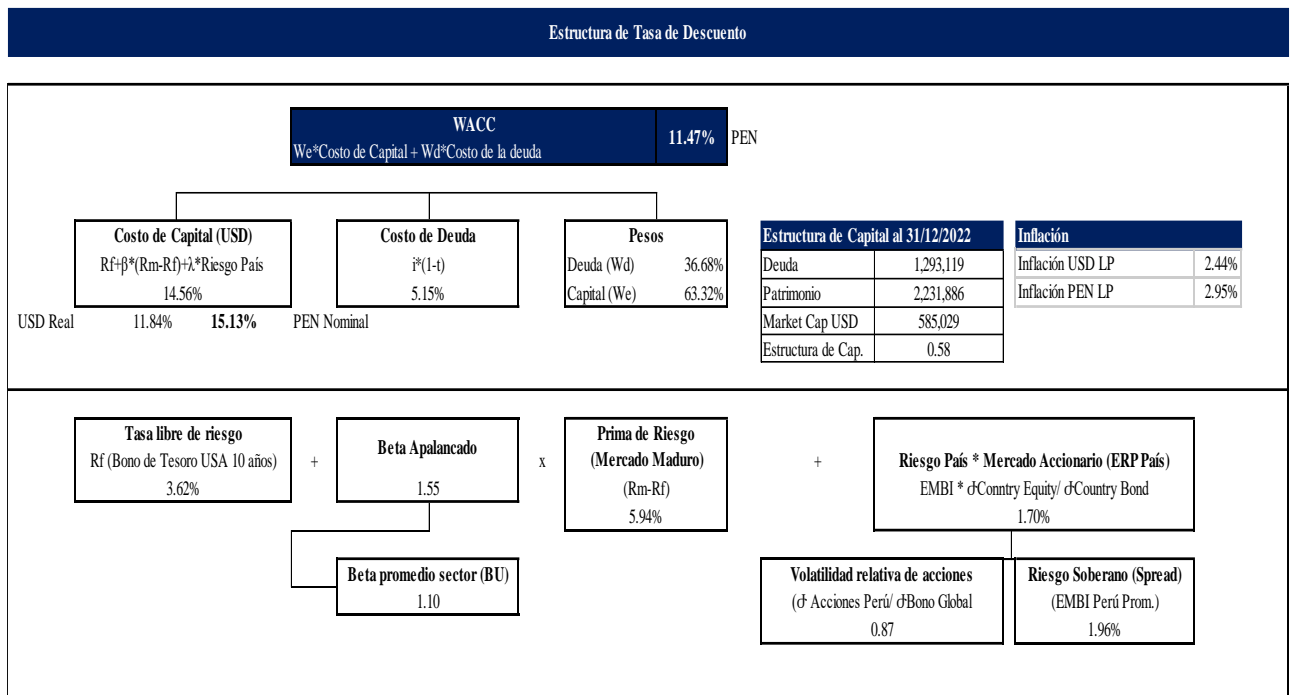 Estructura de Tasa de Descuento
WACC
We*Costo de Capital + Wd*Costo de la deuda
11.47%
PEN
Costo de Capital (USD)
Rf+β*(Rm-Rf)+λ*Riesgo País
14.56%
USD Real 11.84% 15.13% PEN Nominal
Costo de Deuda
i*(1-t)
5.15%
Pesos
Deuda (Wd) 36.68%
Capital (We) 63.32%
Estructura de Capital al 31/12/2022
Deuda 1,293,119
Patrimonio 2,231,886
Market Cap USD 585,029
Estructura de Cap. 0.58
Inflación
Inflación USD LP 2.44%
Inflación PEN LP 2.95%
Tasa libre de riesgo
Rf (Bono de Tesoro USA 10 años)
3.62%
+
Beta Apalancado
1.55
x
Prima de Riesgo
(Mercado Maduro)
(Rm-Rf)
5.94%
+
Riesgo País * Mercado Accionario (ERP País)
EMBI * σConntry Equity/ σCountry Bond
1.70%
Beta promedio sector (BU)
1.10
Volatilidad relativa de acciones
(σ Acciones Perú/ σBono Global
0.87
Riesgo Soberano (Spread)
(EMBI Perú Prom.)
1.96%